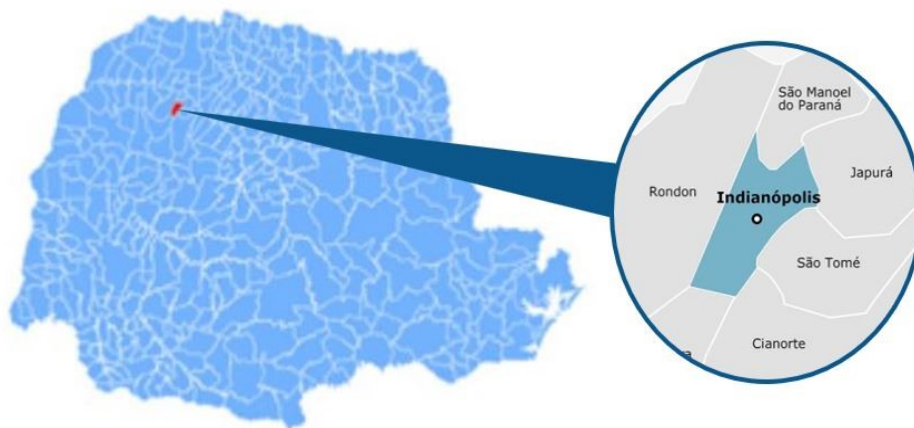 São Manoel
do Paraná
Rondon
Japurá
Indianópolis
São Tomé
Cianorte